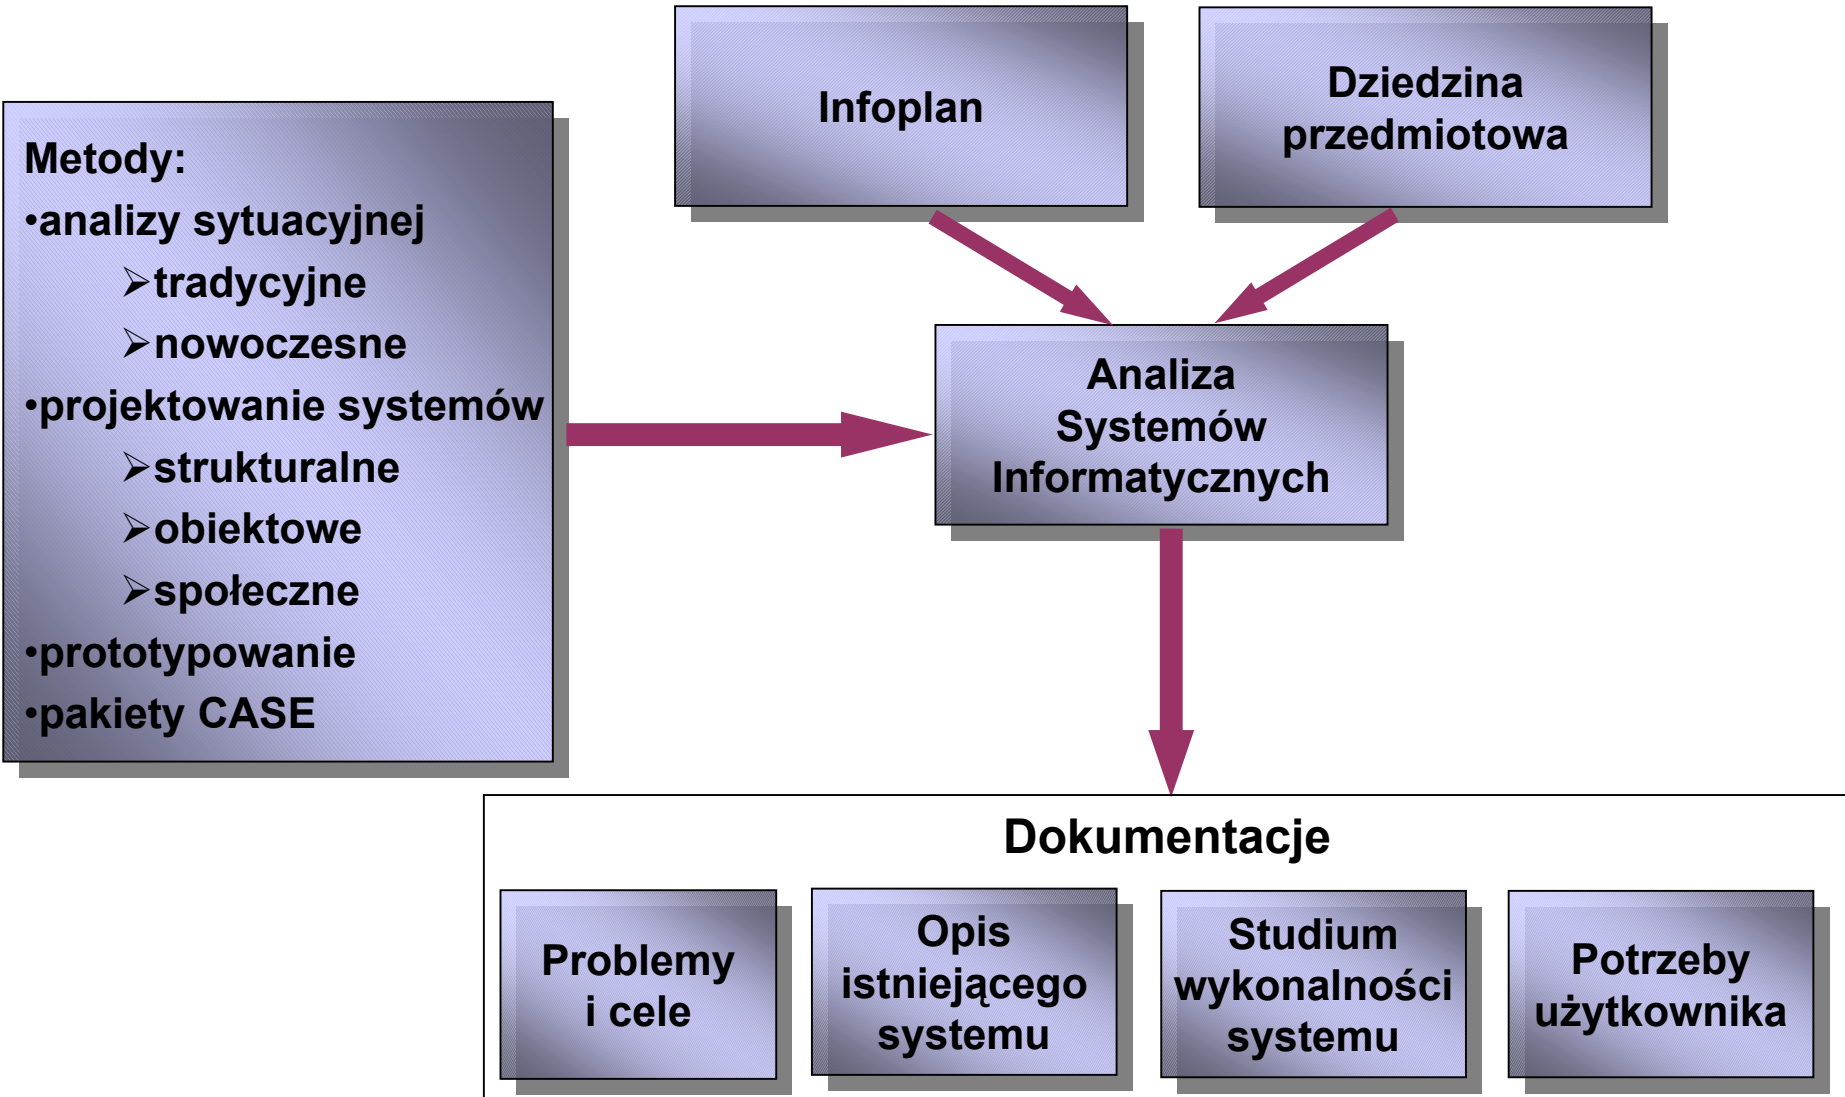 Infoplan
Dziedzina
przedmiotowa
Metody:
•analizy sytuacyjnej
➢tradycyjne
➢nowoczesne
•projektowanie systemów
➢strukturalne
➢obiektowe
➢społeczne
•prototypowanie
•pakiety CASE
Analiza
Systemów
Informatycznych
Dokumentacje
Problemy
i cele
Opis
istniejącego
systemu
Studium
wykonalności
systemu
Potrzeby
użytkownika